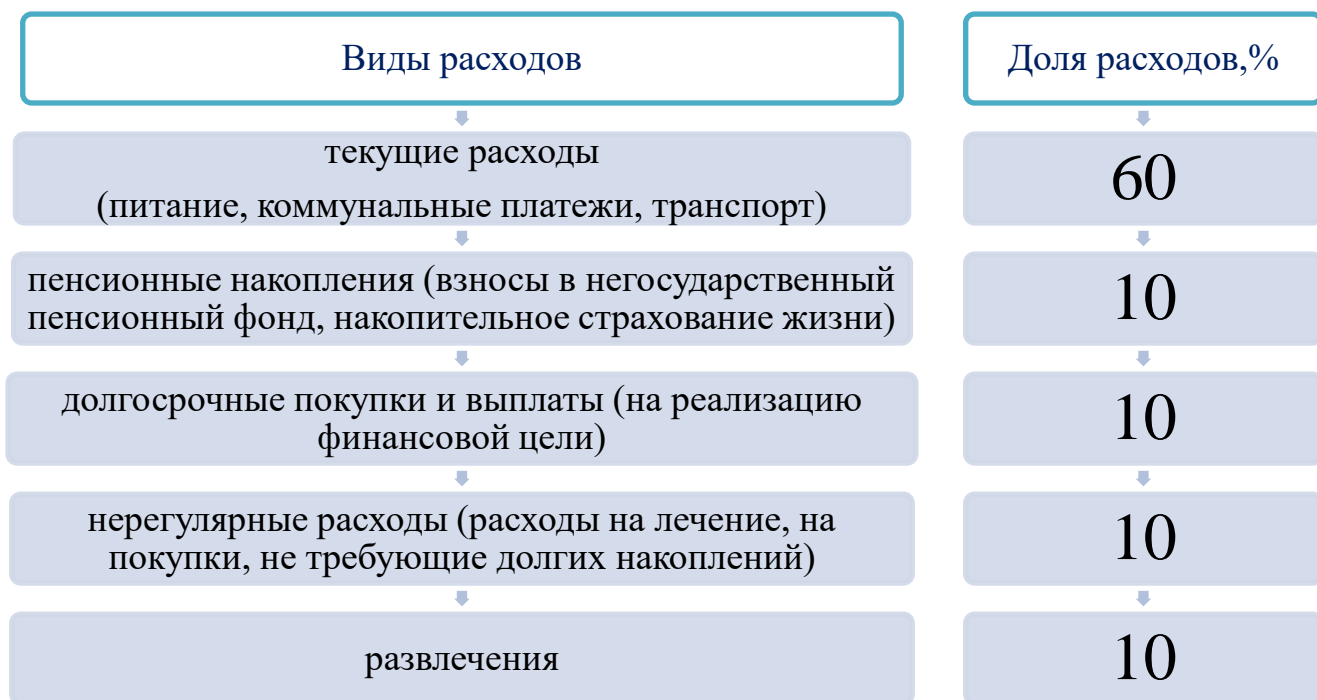 Виды расходов
Доля расходов,%
текущие расходы
(питание, коммунальные платежи, транспорт)
60
пенсионные накопления (взносы в негосударственный
пенсионный фонд, накопительное страхование жизни)
10
долгосрочные покупки и выплаты (на реализацию
финансовой цели)
10
нерегулярные расходы (расходы на лечение, на
покупки, не требующие долгих накоплений)
10
развлечения
10